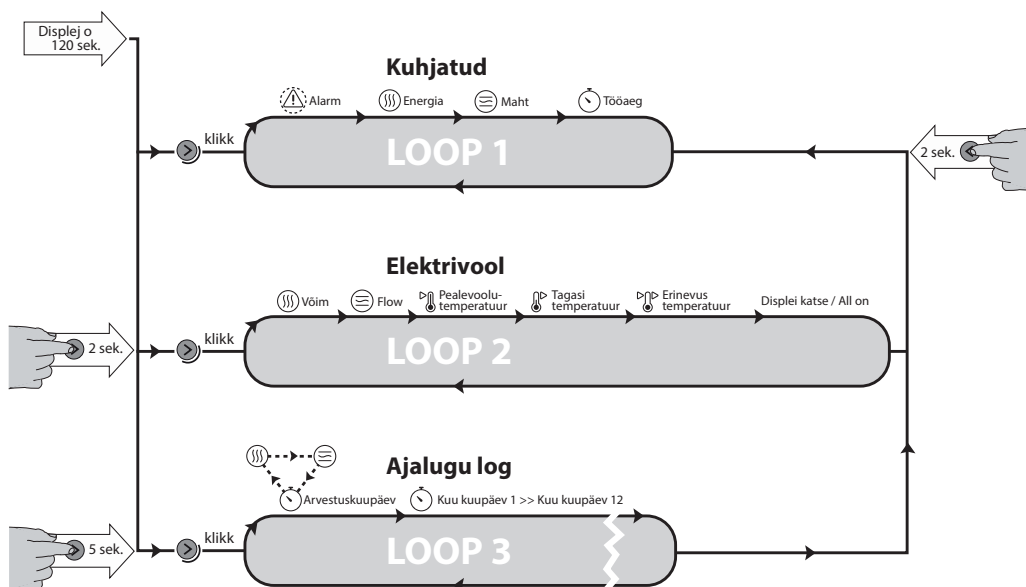 Displej o
120 sek.
Kuhjatud
Alarm
Energia
Maht
Tööaeg
klikk
LOOP 1
2 sek.
Elektrivool
Võim
Flow
Pealevoolu-
temperatuur
Tagasi
temperatuur
Erinevus
temperatuur
Displei katse / All on
klikk
2 sek.
LOOP 2
Ajalugu log
Arvestuskuupäev
Kuu kuupäev 1 >> Kuu kuupäev 12
klikk
5 sek.
LOOP 3